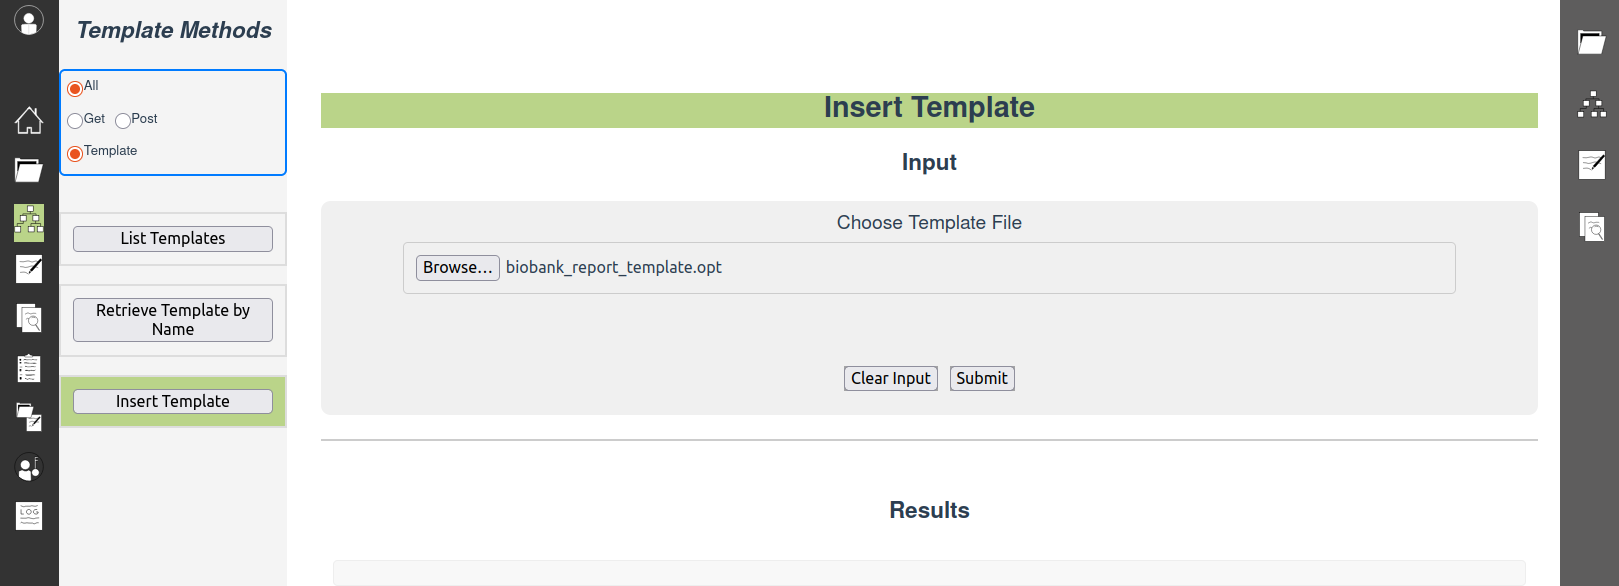 Template Methods
All
Get Post
Template
List Templates
Retrieve Template by
Name
Insert Template
LOG
Insert Template
Input
Choose Template File
Browse... biobank_report_template.opt
Clear Input Submit
Results